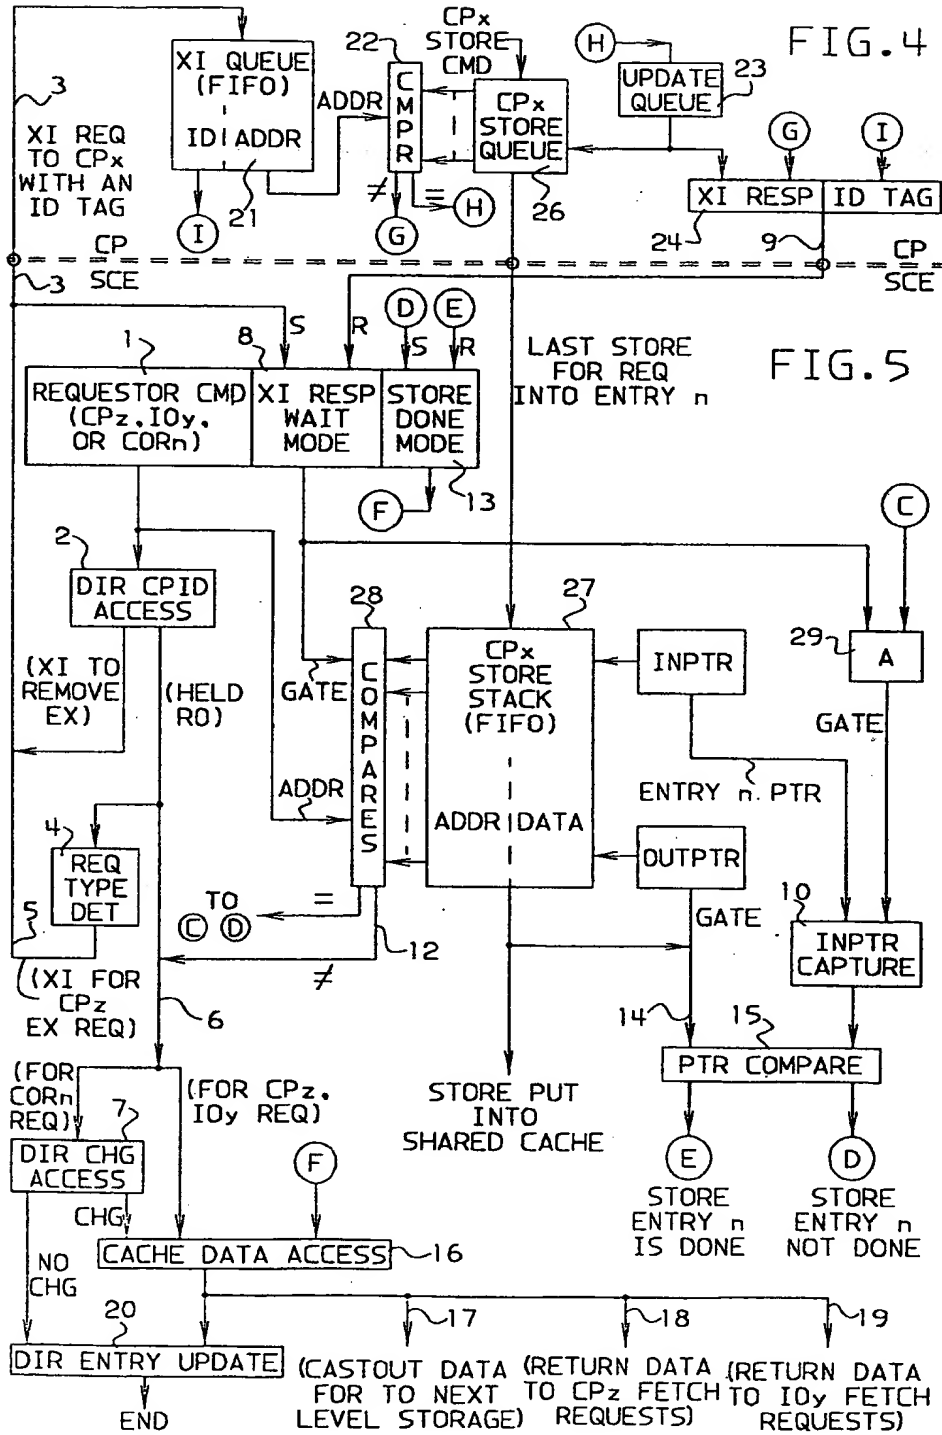 FIG.4
3
XI REQ
TO CPx
WITH AN
ID TAG
XI QUEUE
(FIFO)
ID ADDR
21
I
ADDR
22
CMPR
≠
=
G
H
CPx
STORE
CMD
CPx
STORE
QUEUE
26
H
UPDATE
QUEUE
23
G
I
XI RESP
ID TAG
24
9
CP
SCE
CP
SCE
3
FIG.5
1
REQUESTOR CMD
(CPz.IOy.
OR CORn)
8
S
R
XI RESP
WAIT
MODE
D
E
S
R
STORE
DONE
MODE
13
F
LAST STORE
FOR REQ
INTO ENTRY n
C
2
DIR CPID
ACCESS
(XI TO
REMOVE
EX)
(HELD
RO)
28
COMPARES
GATE
ADDR
27
CPx
STORE
STACK
(FIFO)
ADDR DATA
INPTR
29
A
GATE
ENTRY n. PTR
OUTPTR
GATE
4
REQ
TYPE
DET
5
(XI FOR
CPz
EX REQ)
TO
C D
=
12
≠
6
10
INPTR
CAPTURE
14
15
PTR COMPARE
STORE PUT
INTO
SHARED CACHE
E
STORE
ENTRY n
IS DONE
D
STORE
ENTRY n
NOT DONE
(FOR
CORn
REQ)
(FOR CPz.
IOy REQ)
7
DIR CHG
ACCESS
CHG
NO
CHG
F
CACHE DATA ACCESS
16
20
DIR ENTRY UPDATE
END
17
(CASTOUT DATA
FOR TO NEXT
LEVEL STORAGE)
18
(RETURN DATA
TO CPz FETCH
REQUESTS)
19
(RETURN DATA
TO IOy FETCH
REQUESTS)